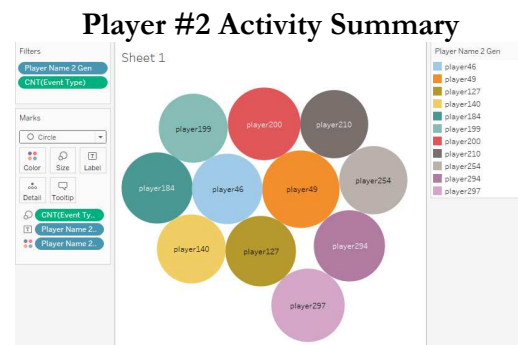 Player #2 Activity Summary
Filters
Player Name 2 Gen
CNT(Event Type)
Marks
Circle
Color Size Label
Detail Tooltip
CNT(Event Ty..
Player Name 2..
Player Name 2..
Sheet 1
player199
player200
player210
player184
player46
player49
player254
player140
player127
player294
player297
Player Name 2 Gen
player46
player49
player127
player140
player184
player199
player200
player210
player254
player294
player297